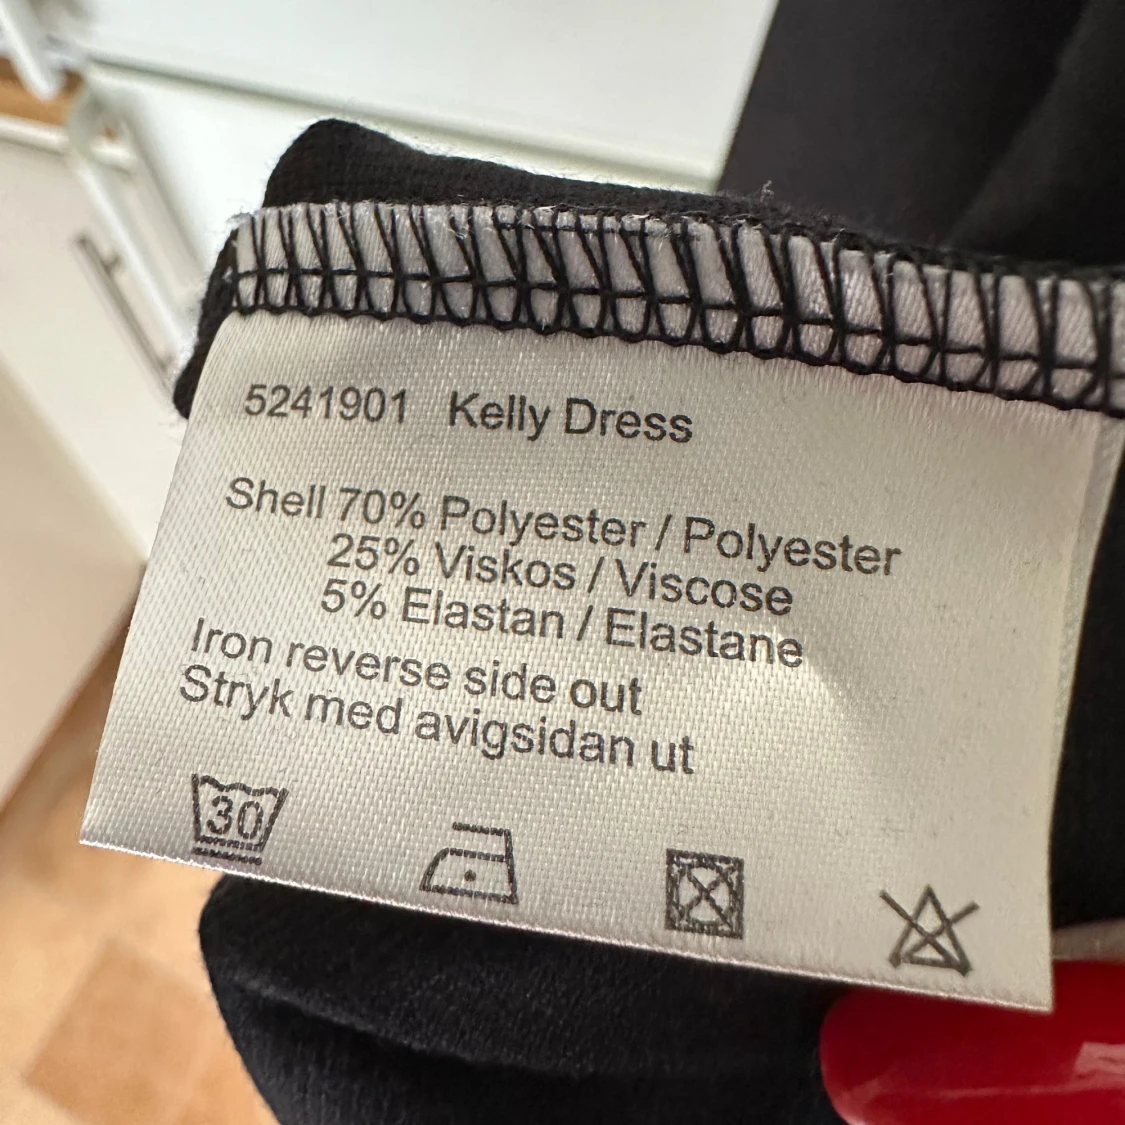 5241901 Kelly Dress
Shell 70% Polyester / Polyester
25% Viskos / Viscose
5% Elastan / Elastane
Iron reverse side out
Stryk med avigsidan ut
30